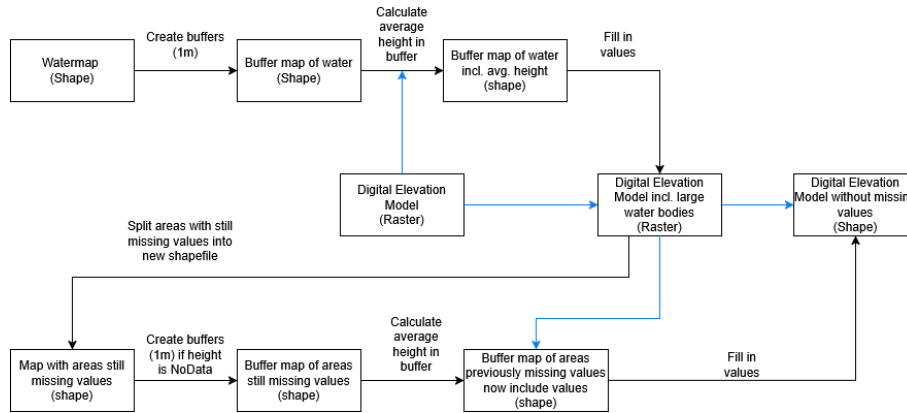 Create buffers
(1m)
Calculate
average
height in
buffer
Fill in
values
Watermap
(Shape)
Buffer map of water
(Shape)
Buffer map of water
incl. avg. height
(shape)
Digital Elevation
Model
(Raster)
Digital Elevation
Model incl. large
water bodies
(Raster)
Digital Elevation
Model without missing
values
(Shape)
Split areas with still
missing values into
new shapefile
Create buffers
(1m) if height
is NoData
Calculate
average
height in
buffer
Fill in
values
Map with areas still
missing values
(shape)
Buffer map of areas
still missing values
(shape)
Buffer map of areas
previously missing values
now include values
(shape)